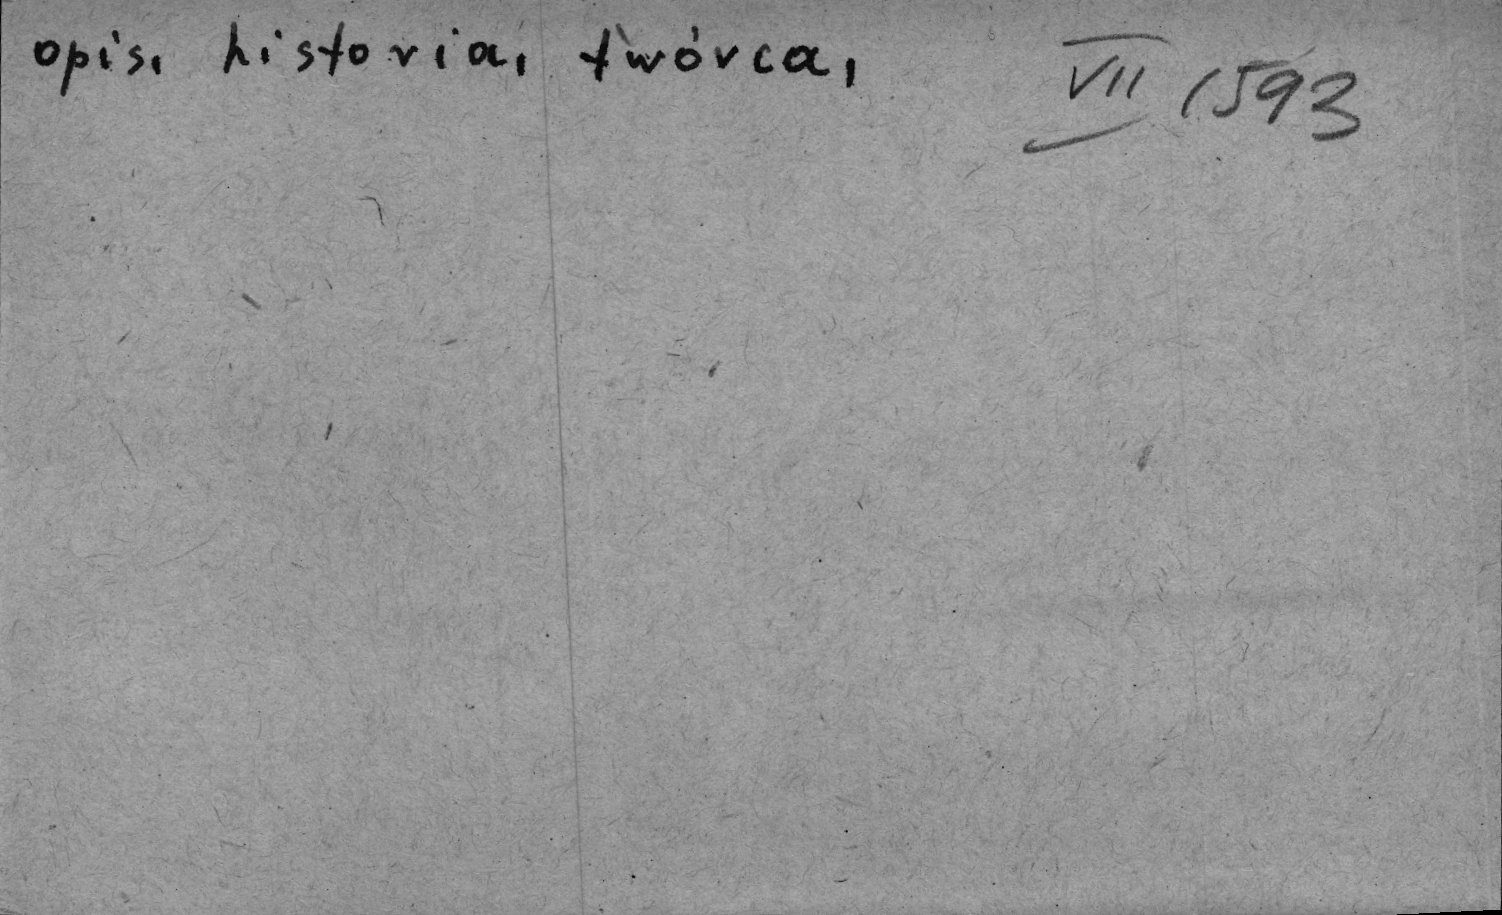 opis, historia, twórca, VII 1593